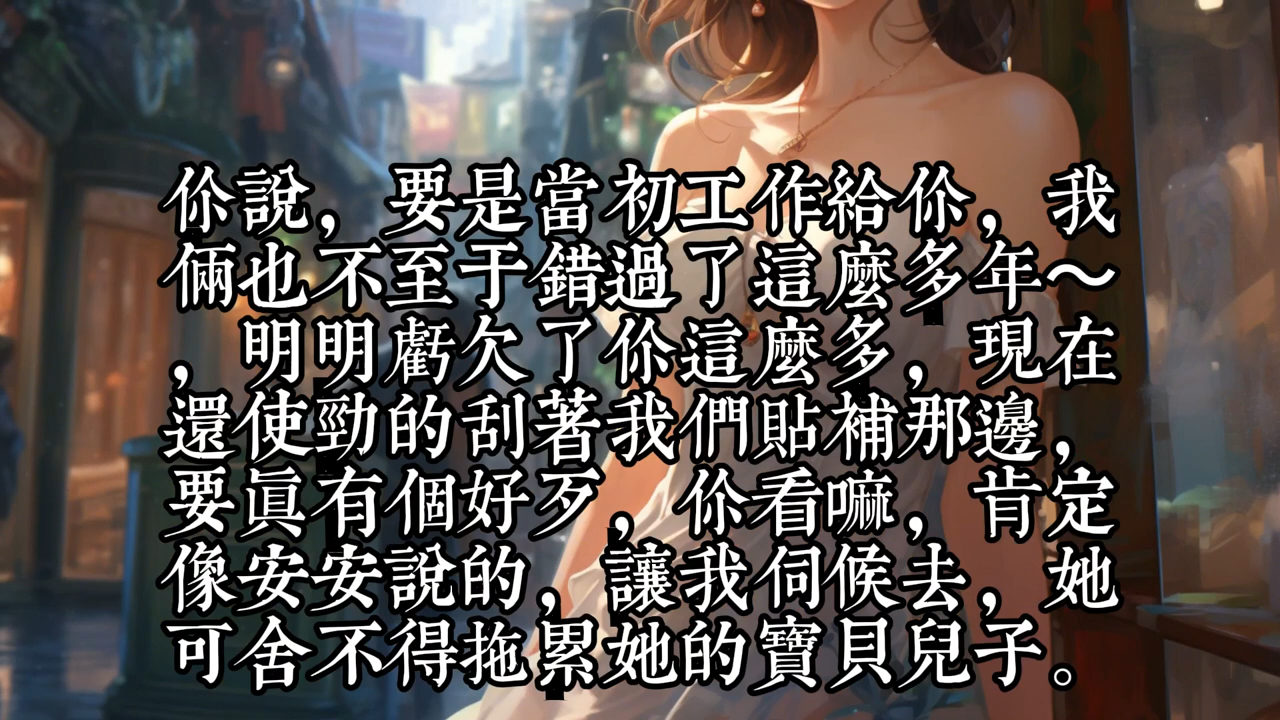 你說，要是當初工作給你，我
倆也不至于錯過了這麼多年～
，明明虧欠了你這麼多，現在
還使勁的刮著我們貼補那邊，
要眞有個好歹，你看嘛，肯定
像安安說的，讓我伺候去，她
可舍不得拖累她的寶貝兒子。